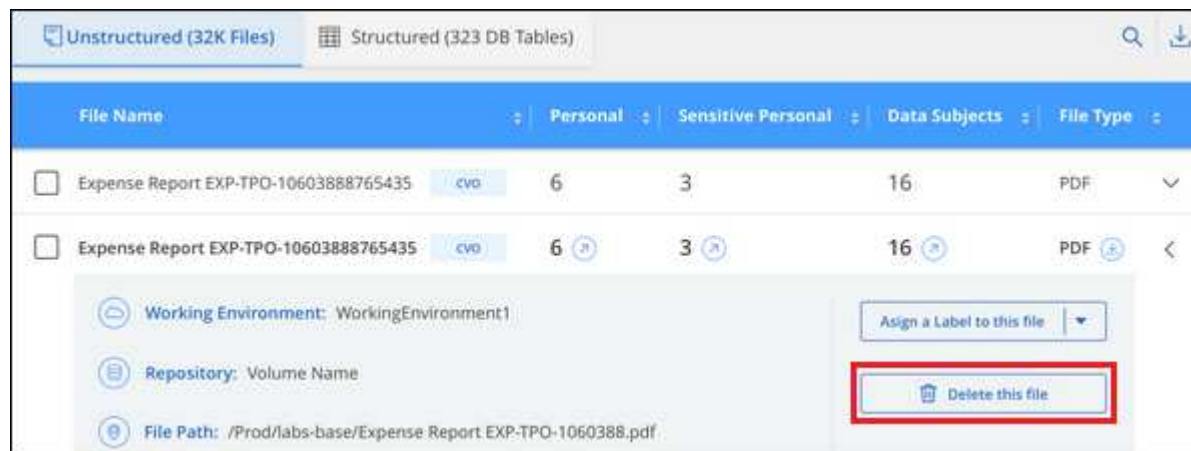 Unstructured (32K Files) Structured (323 DB Tables)
File Name Personal Sensitive Personal Data Subjects File Type
Expense Report EXP-TPO-10603888765435 CVO 6 3 16 PDF
Expense Report EXP-TPO-10603888765435 CVO 6 3 16 PDF
Working Environment: WorkingEnvironment1
Asign a Label to this file
Repository: Volume Name
Delete this file
File Path: /Prod/labs-base/Expense Report EXP-TPO-1060388.pdf